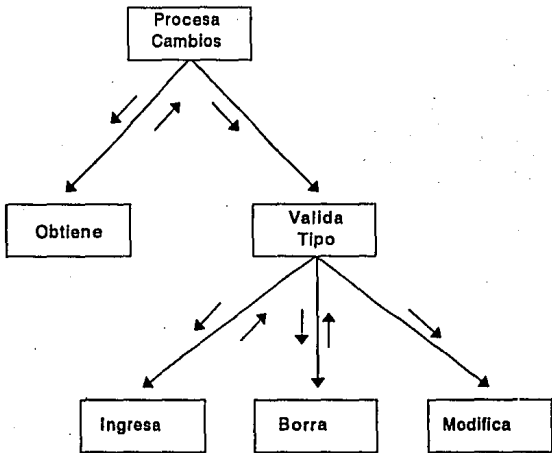 Procesa
Cambios
Obtiene
Valida
Tipo
Ingresa
Borra
Modifica